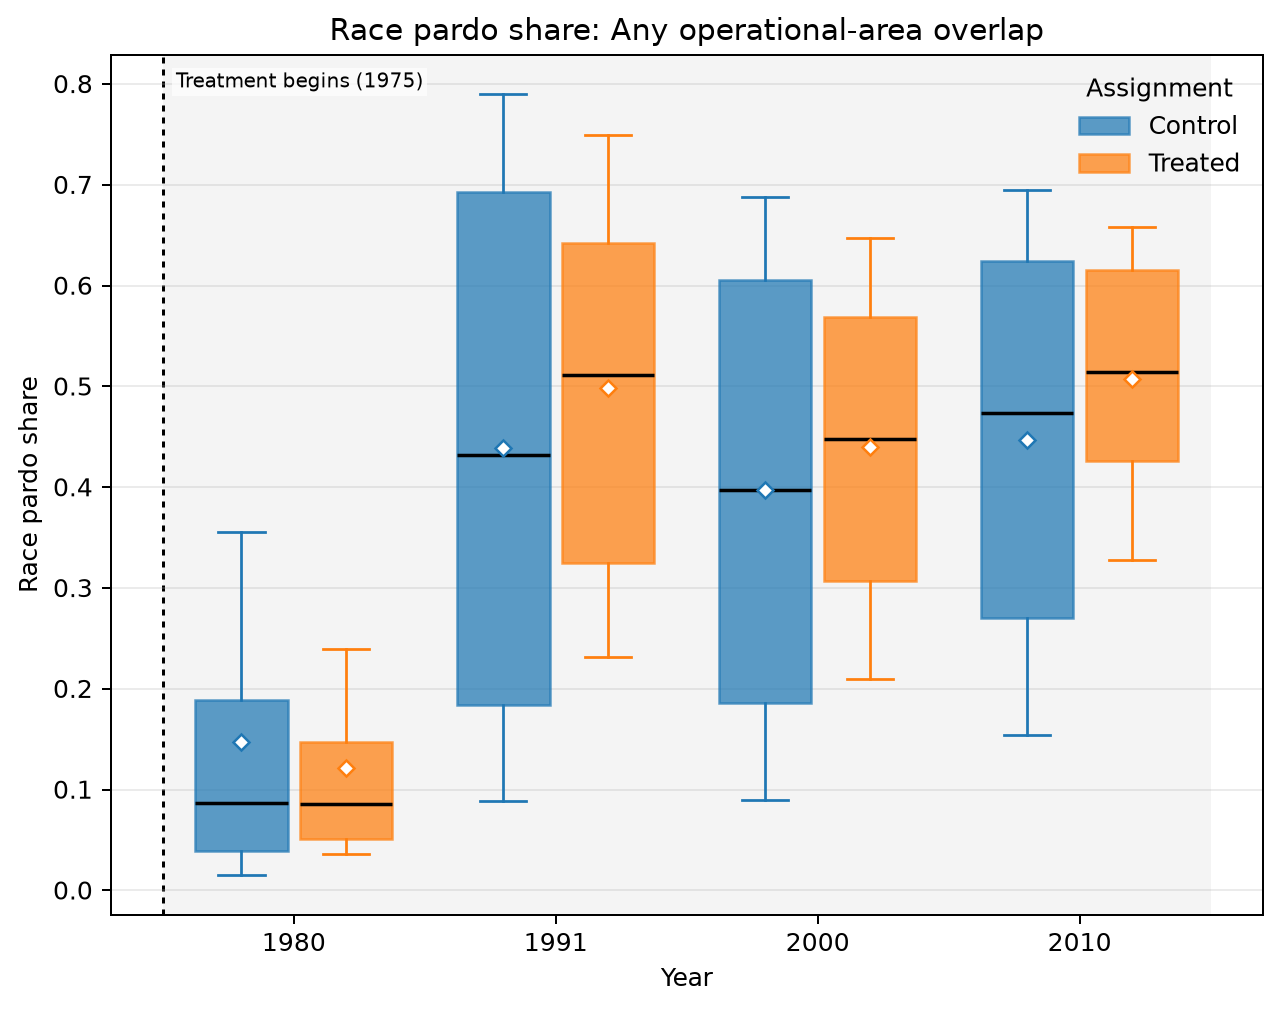 Race pardo share: Any operational-area overlap
Treatment begins (1975)
Assignment
Control
Treated
Race pardo share
0.8
0.7
0.6
0.5
0.4
0.3
0.2
0.1
0.0
1980 1991 2000 2010
Year